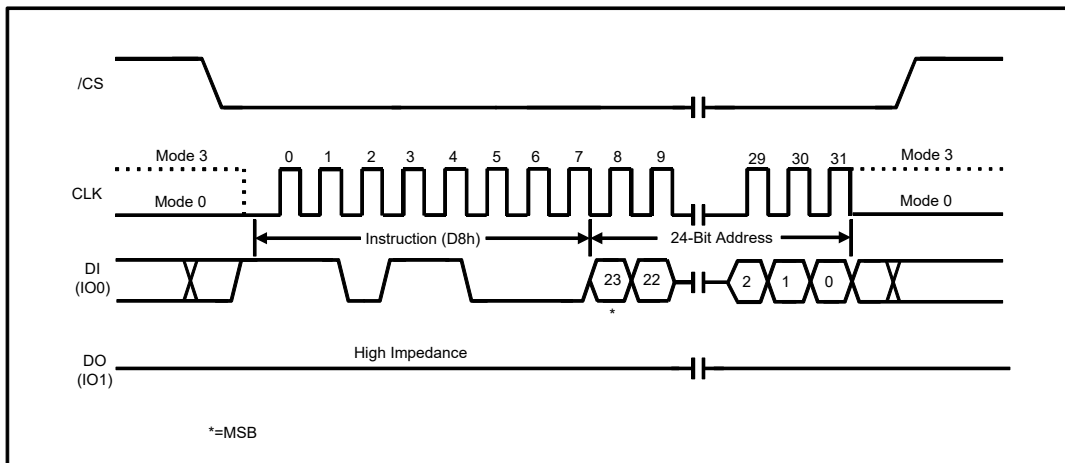 /CS
Mode 3 0 1 2 3 4 5 6 7 8 9 29 30 31 Mode 3
CLK
Mode 0 Mode 0
Instruction (D8h) 24-Bit Address
DI
(IO0)
23 22 2 1 0
*
High Impedance
DO
(IO1)
*=MSB